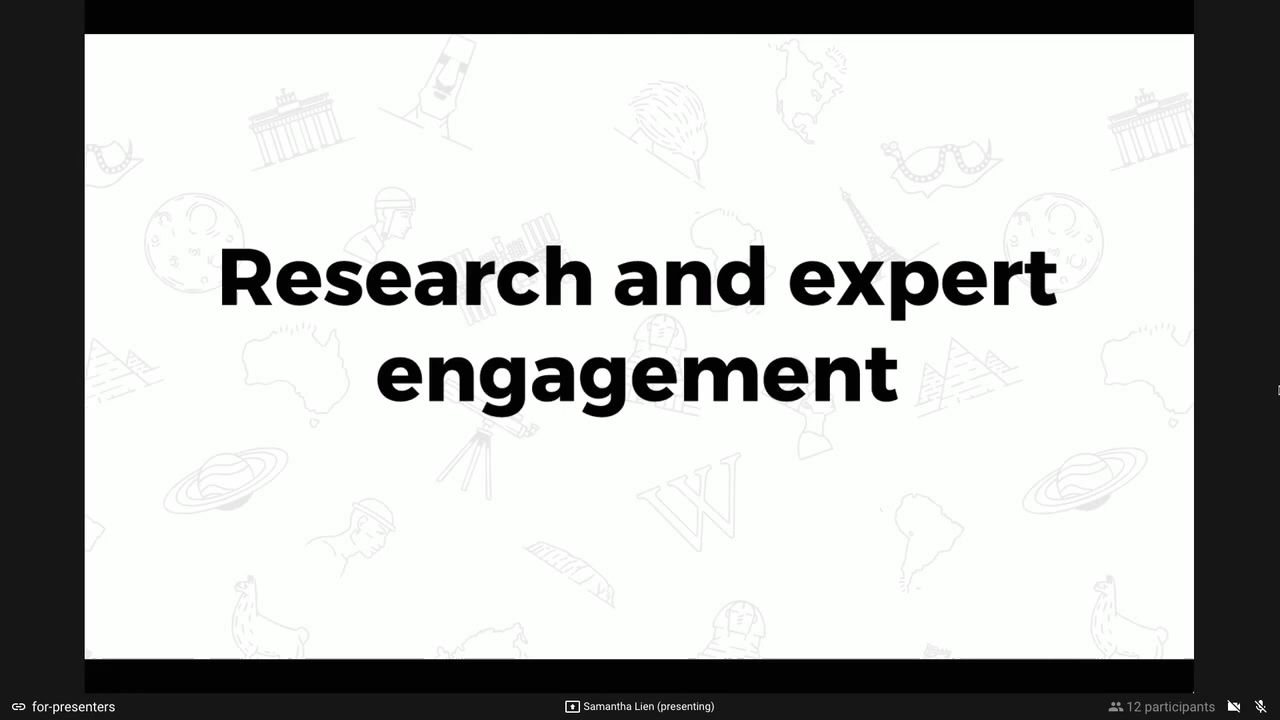 Research and expert
engagement
W
for-presenters
Samantha Lien (presenting)
12 participants